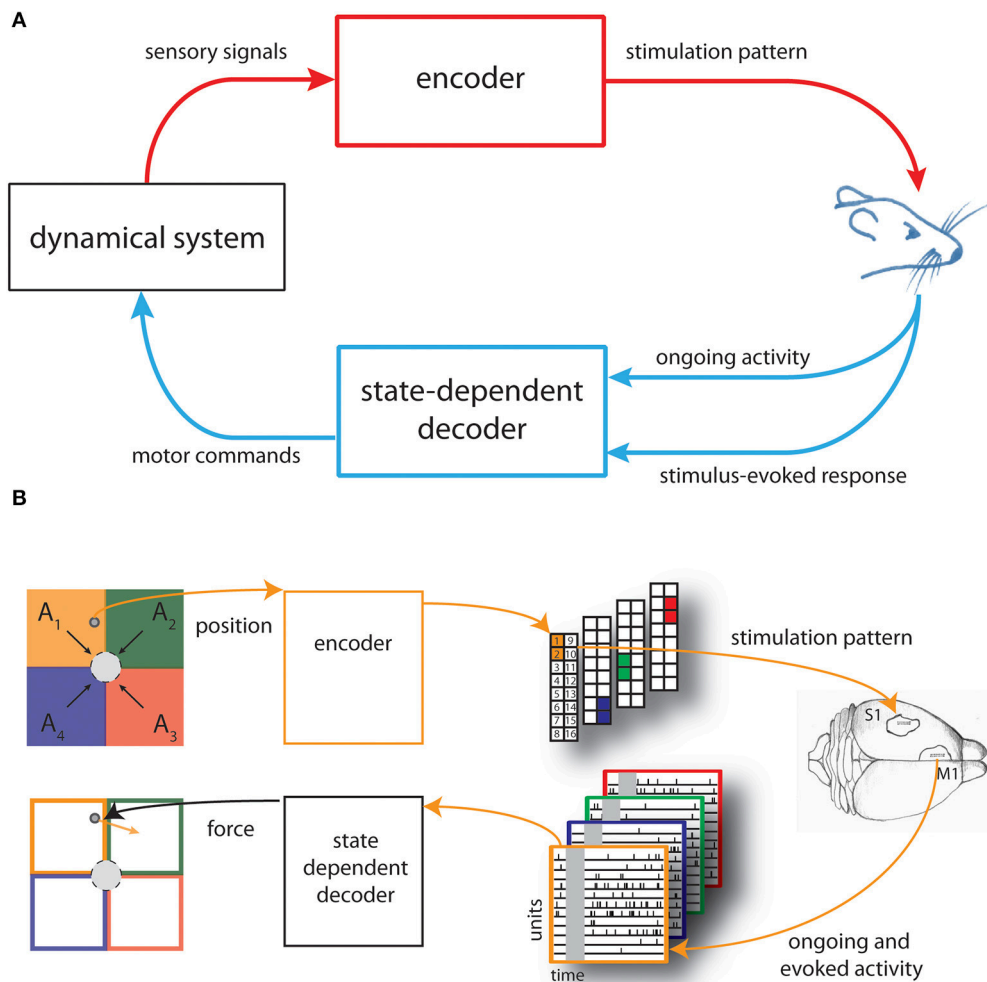 A
sensory signals
encoder
stimulation pattern
dynamical system
ongoing activity
state-dependent
decoder
motor commands
stimulus-evoked response
B
A1
A2
A4
A3
position
encoder
1 9
2 10
3 11
4 12
5 13
6 14
7 15
8 16
stimulation pattern
S1
M1
force
state
dependent
decoder
units
time
ongoing and
evoked activity